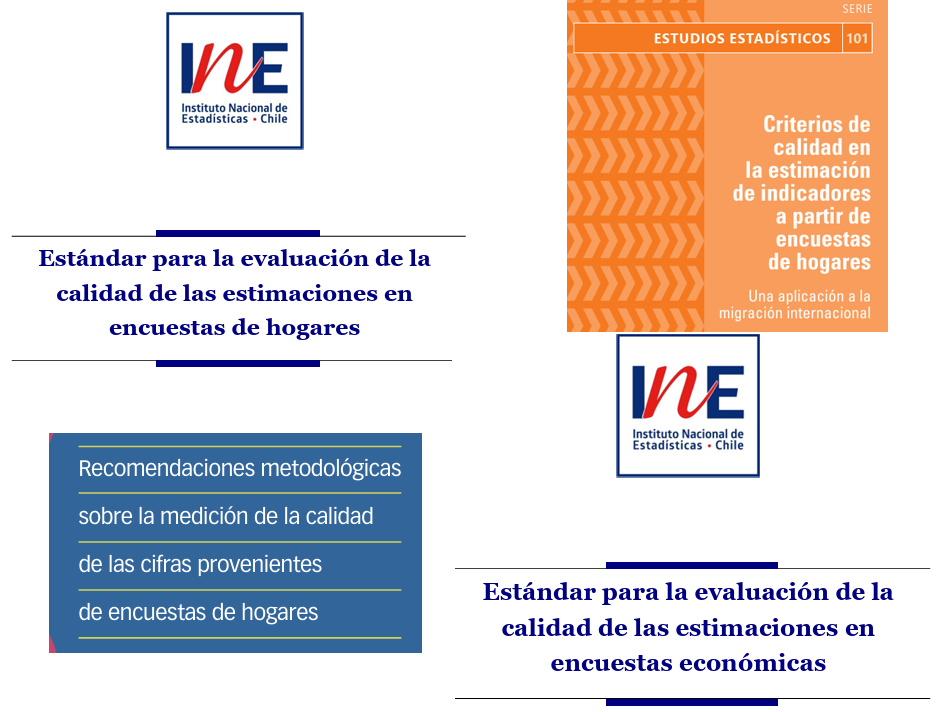 INE
Instituto Nacional de
Estadísticas • Chile
Estándar para la evaluación de la
calidad de las estimaciones en
encuestas de hogares
Recomendaciones metodológicas
sobre la medición de la calidad
de las cifras provenientes
de encuestas de hogares
SERIE
ESTUDIOS ESTADÍSTICOS 101
Criterios de
calidad en
la estimación
de indicadores
a partir de
encuestas
de hogares
Una aplicación a la
migración internacional
INE
Instituto Nacional de
Estadísticas • Chile
Estándar para la evaluación de la
calidad de las estimaciones en
encuestas económicas